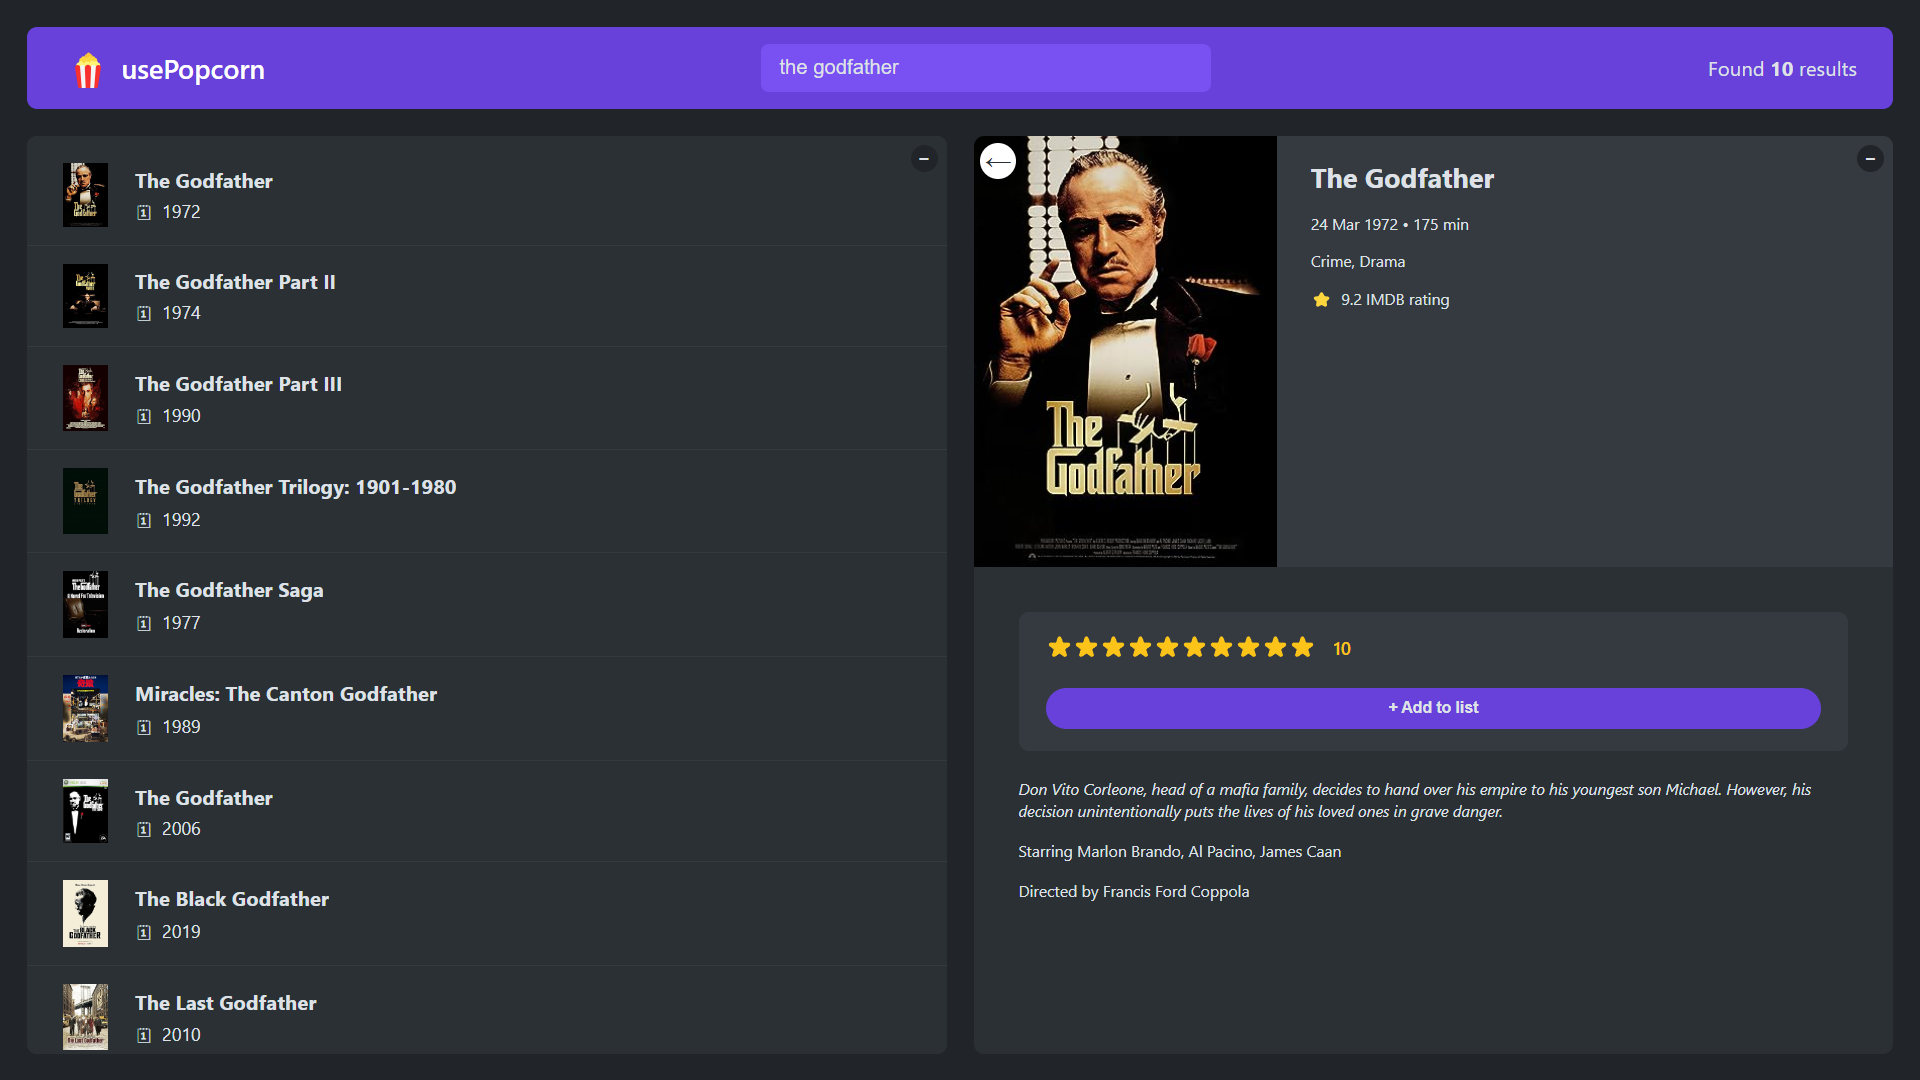 usePopcorn
the godfather
Found 10 results
The Godfather
1972
The Godfather Part II
1974
The Godfather Part III
1990
The Godfather Trilogy: 1901-1980
1992
The Godfather Saga
1977
Miracles: The Canton Godfather
1989
The Godfather
2006
The Black Godfather
2019
The Last Godfather
2010
The
Godfather
The Godfather
24 Mar 1972 • 175 min
Crime, Drama
9.2 IMDB rating
10
+ Add to list
Don Vito Corleone, head of a mafia family, decides to hand over his empire to his youngest son Michael. However, his
decision unintentionally puts the lives of his loved ones in grave danger.
Starring Marlon Brando, Al Pacino, James Caan
Directed by Francis Ford Coppola